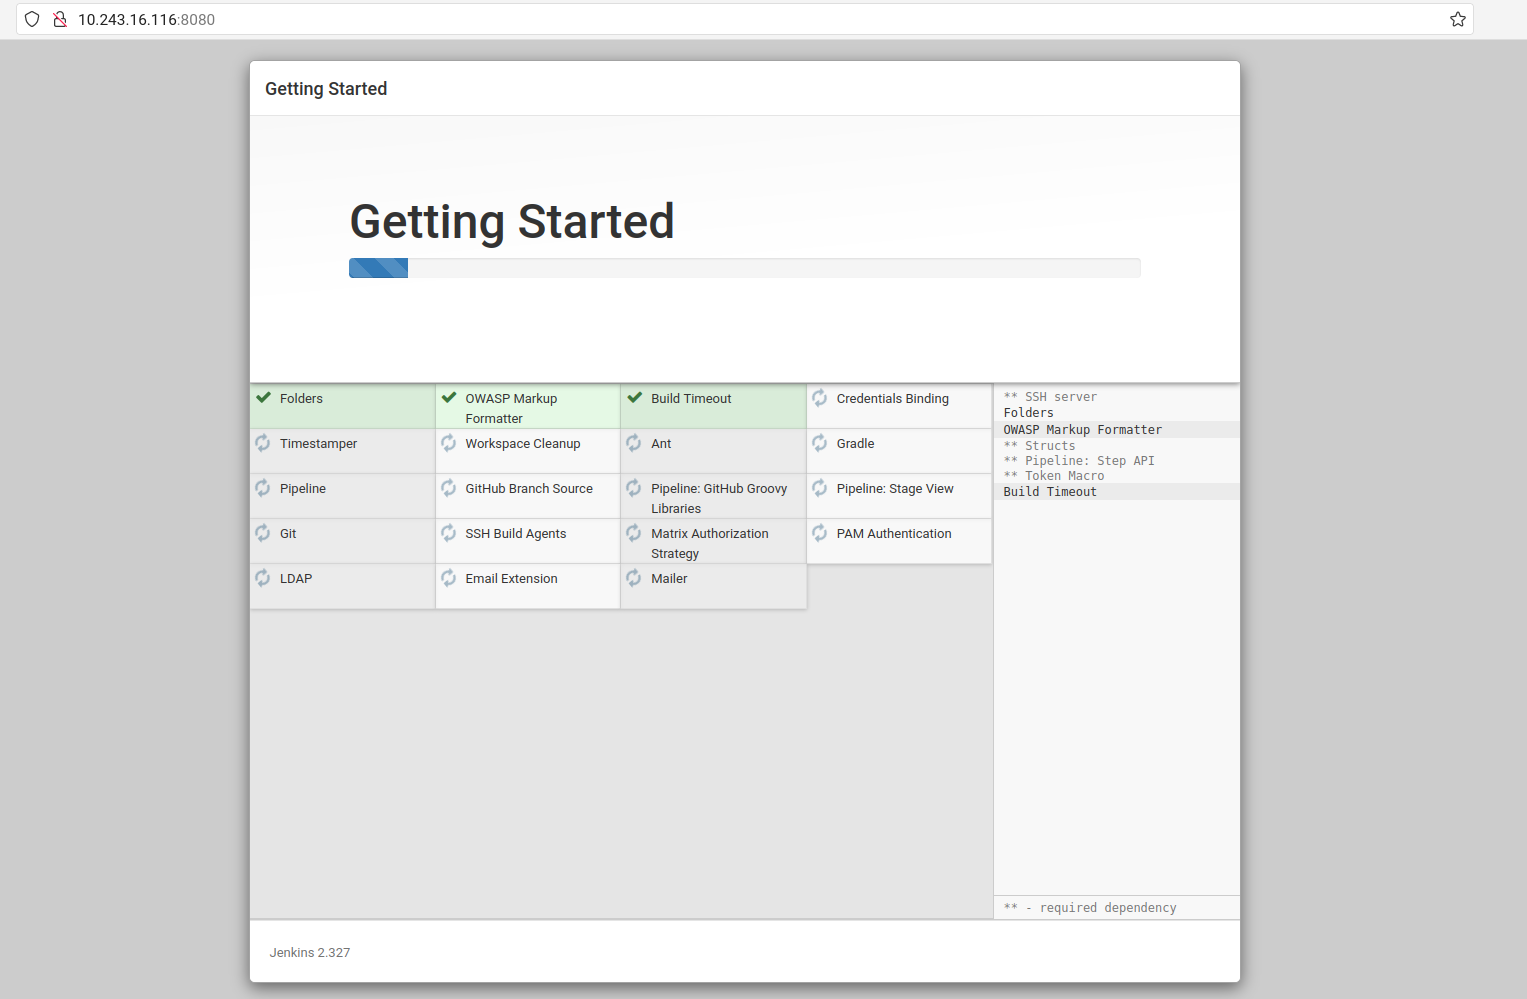 10.243.16.116:8080
Getting Started
Getting Started
Folders
OWASP Markup
Formatter
Build Timeout
Credentials Binding
Timestamper
Workspace Cleanup
Ant
Gradle
Pipeline
GitHub Branch Source
Pipeline: GitHub Groovy
Libraries
Pipeline: Stage View
Git
SSH Build Agents
Matrix Authorization
Strategy
PAM Authentication
LDAP
Email Extension
Mailer
** SSH server
Folders
OWASP Markup Formatter
** Structs
** Pipeline: Step API
** Token Macro
Build Timeout
** - required dependency
Jenkins 2.327